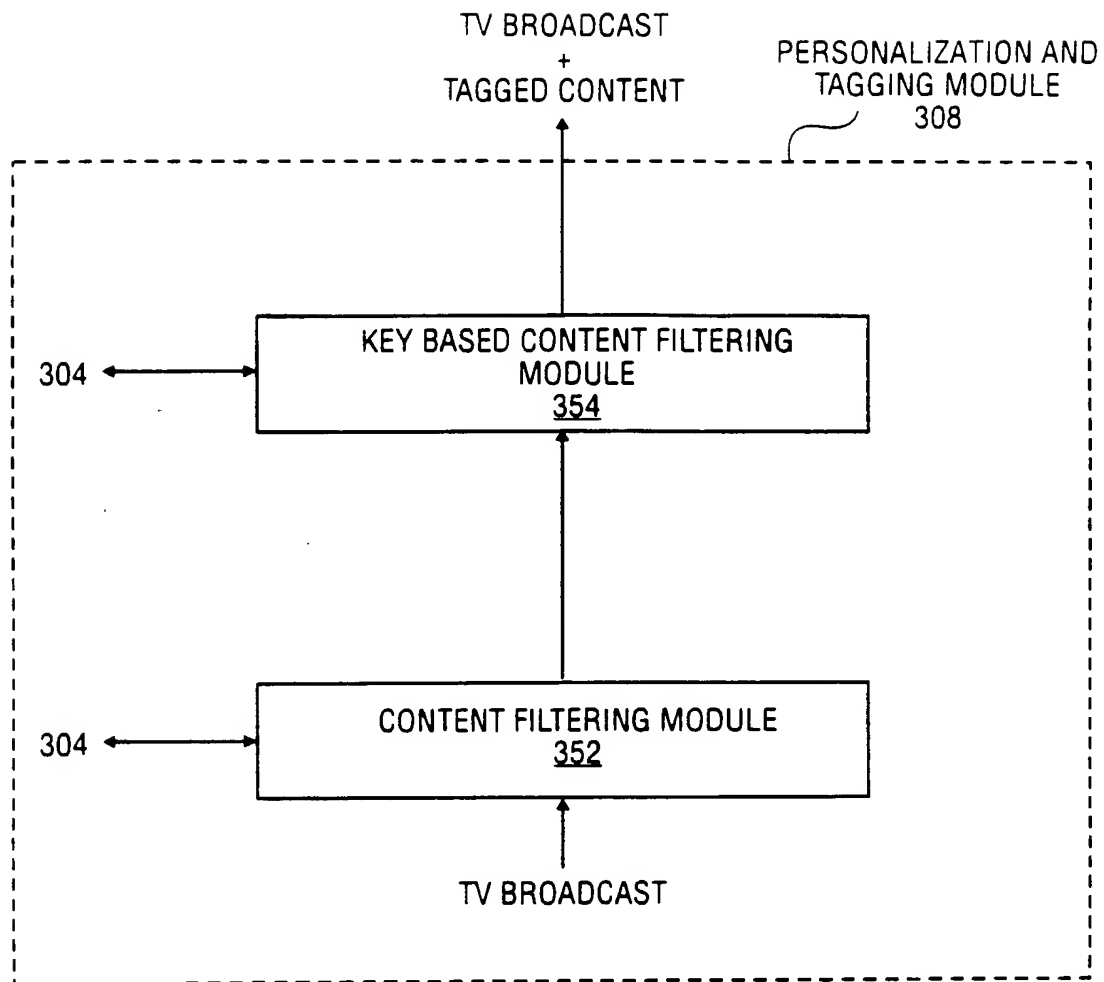 TV BROADCAST
+
TAGGED CONTENT
PERSONALIZATION AND
TAGGING MODULE
308
KEY BASED CONTENT FILTERING
MODULE
354
304
CONTENT FILTERING MODULE
352
304
TV BROADCAST